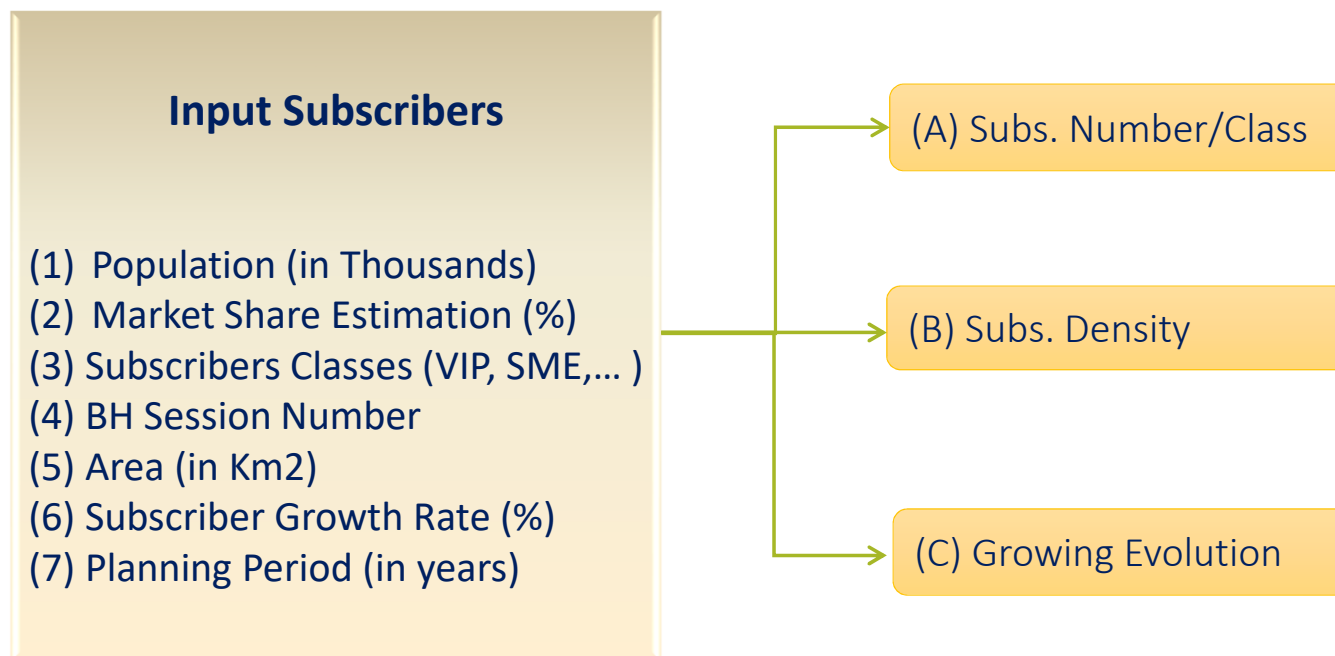 Input Subscribers
(1) Population (in Thousands)
(2) Market Share Estimation (%)
(3) Subscribers Classes (VIP, SME,... )
(4) BH Session Number
(5) Area (in Km2)
(6) Subscriber Growth Rate (%)
(7) Planning Period (in years)
(A) Subs. Number/Class
(B) Subs. Density
(C) Growing Evolution